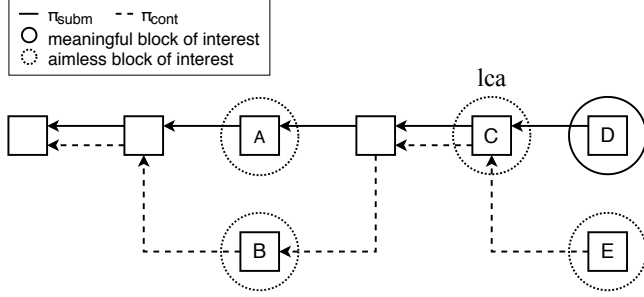 π_subm π_cont
meaningful block of interest
aimless block of interest
lca
A C D
B E